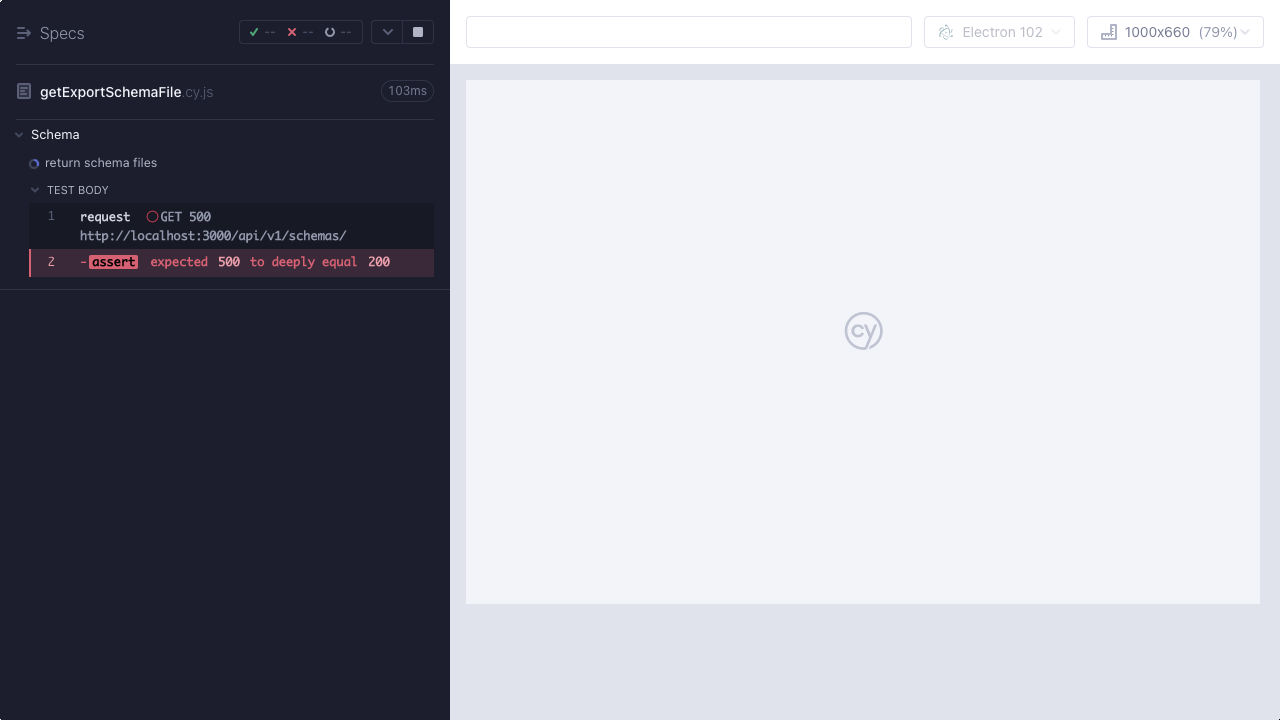 Specs
-- -- --
getExportSchemaFile.cy.js 103ms
Schema
return schema files
TEST BODY
1 request GET 500
http://localhost:3000/api/v1/schemas/
2 -assert expected 500 to deeply equal 200
Electron 102
1000x660 (79%)
cy